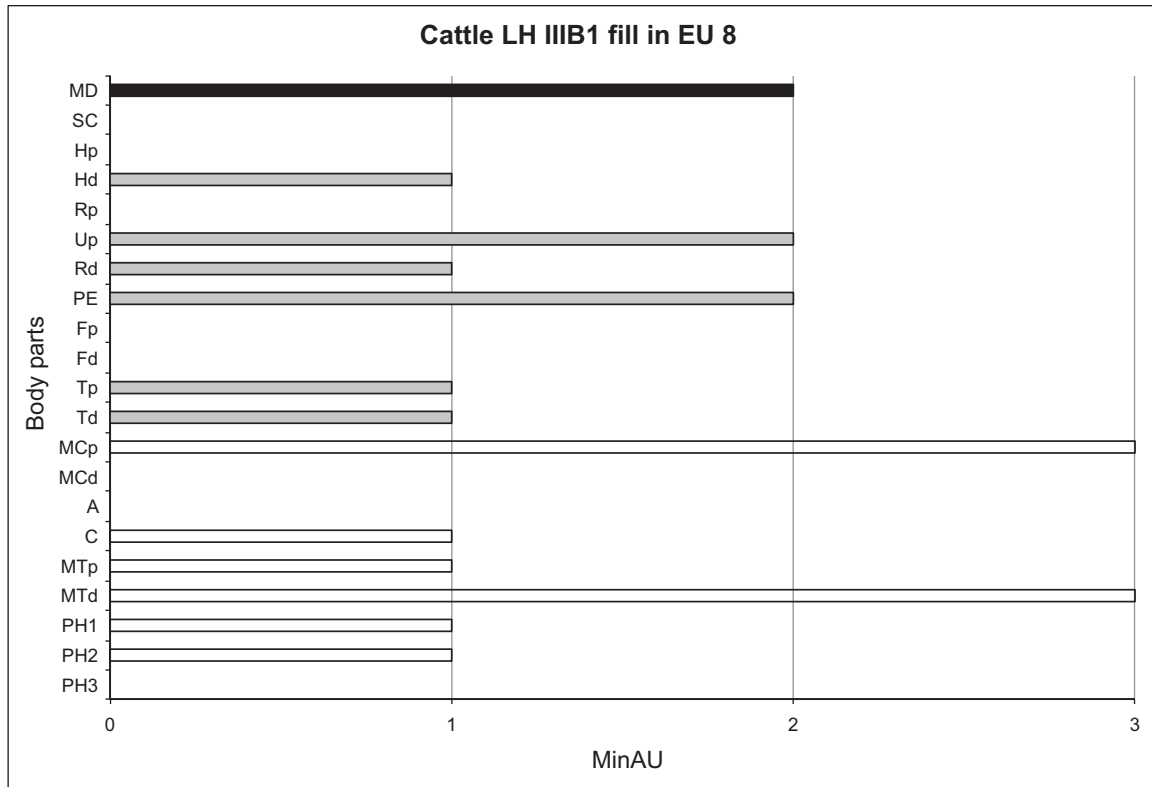 Cattle LH IIIB1 fill in EU 8
Body parts
MD
SC
Hp
Hd
Rp
Up
Rd
PE
Fp
Fd
Tp
Td
MCp
MCd
A
C
MTp
MTd
PH1
PH2
PH3
0 1 2 3
MinAU